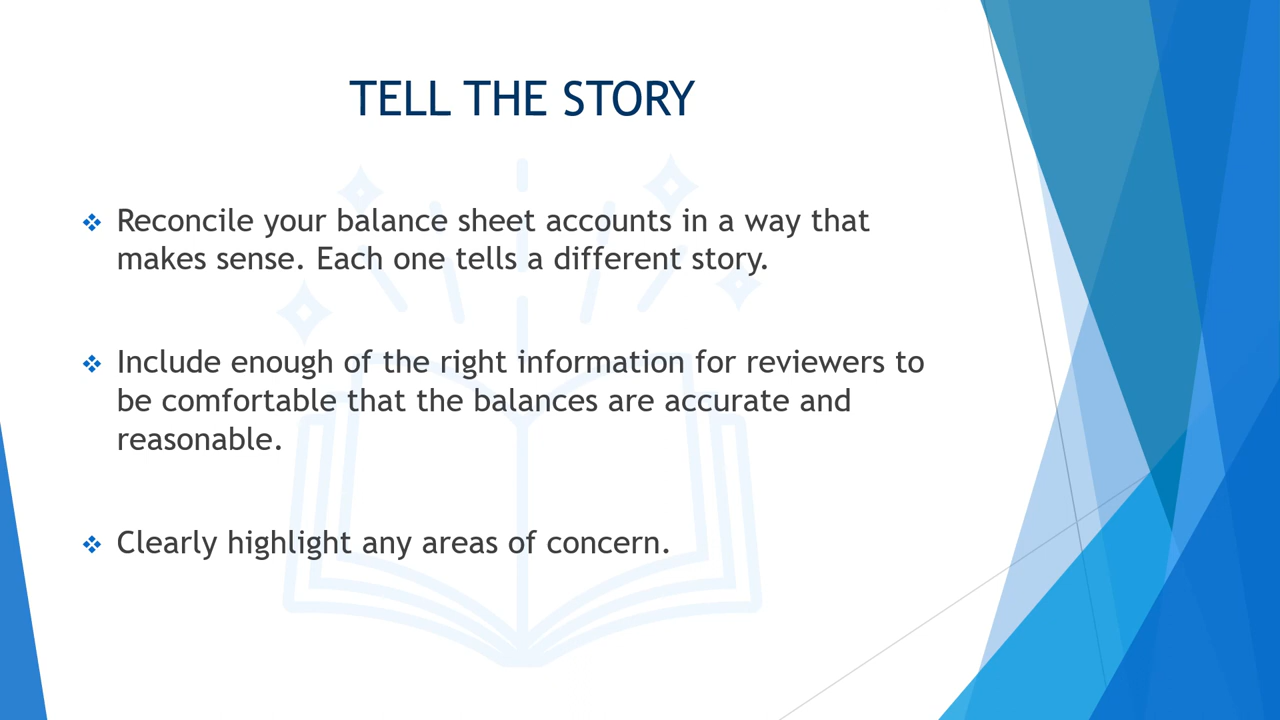 TELL THE STORY
Reconcile your balance sheet accounts in a way that
makes sense. Each one tells a different story.
Include enough of the right information for reviewers to
be comfortable that the balances are accurate and
reasonable.
Clearly highlight any areas of concern.